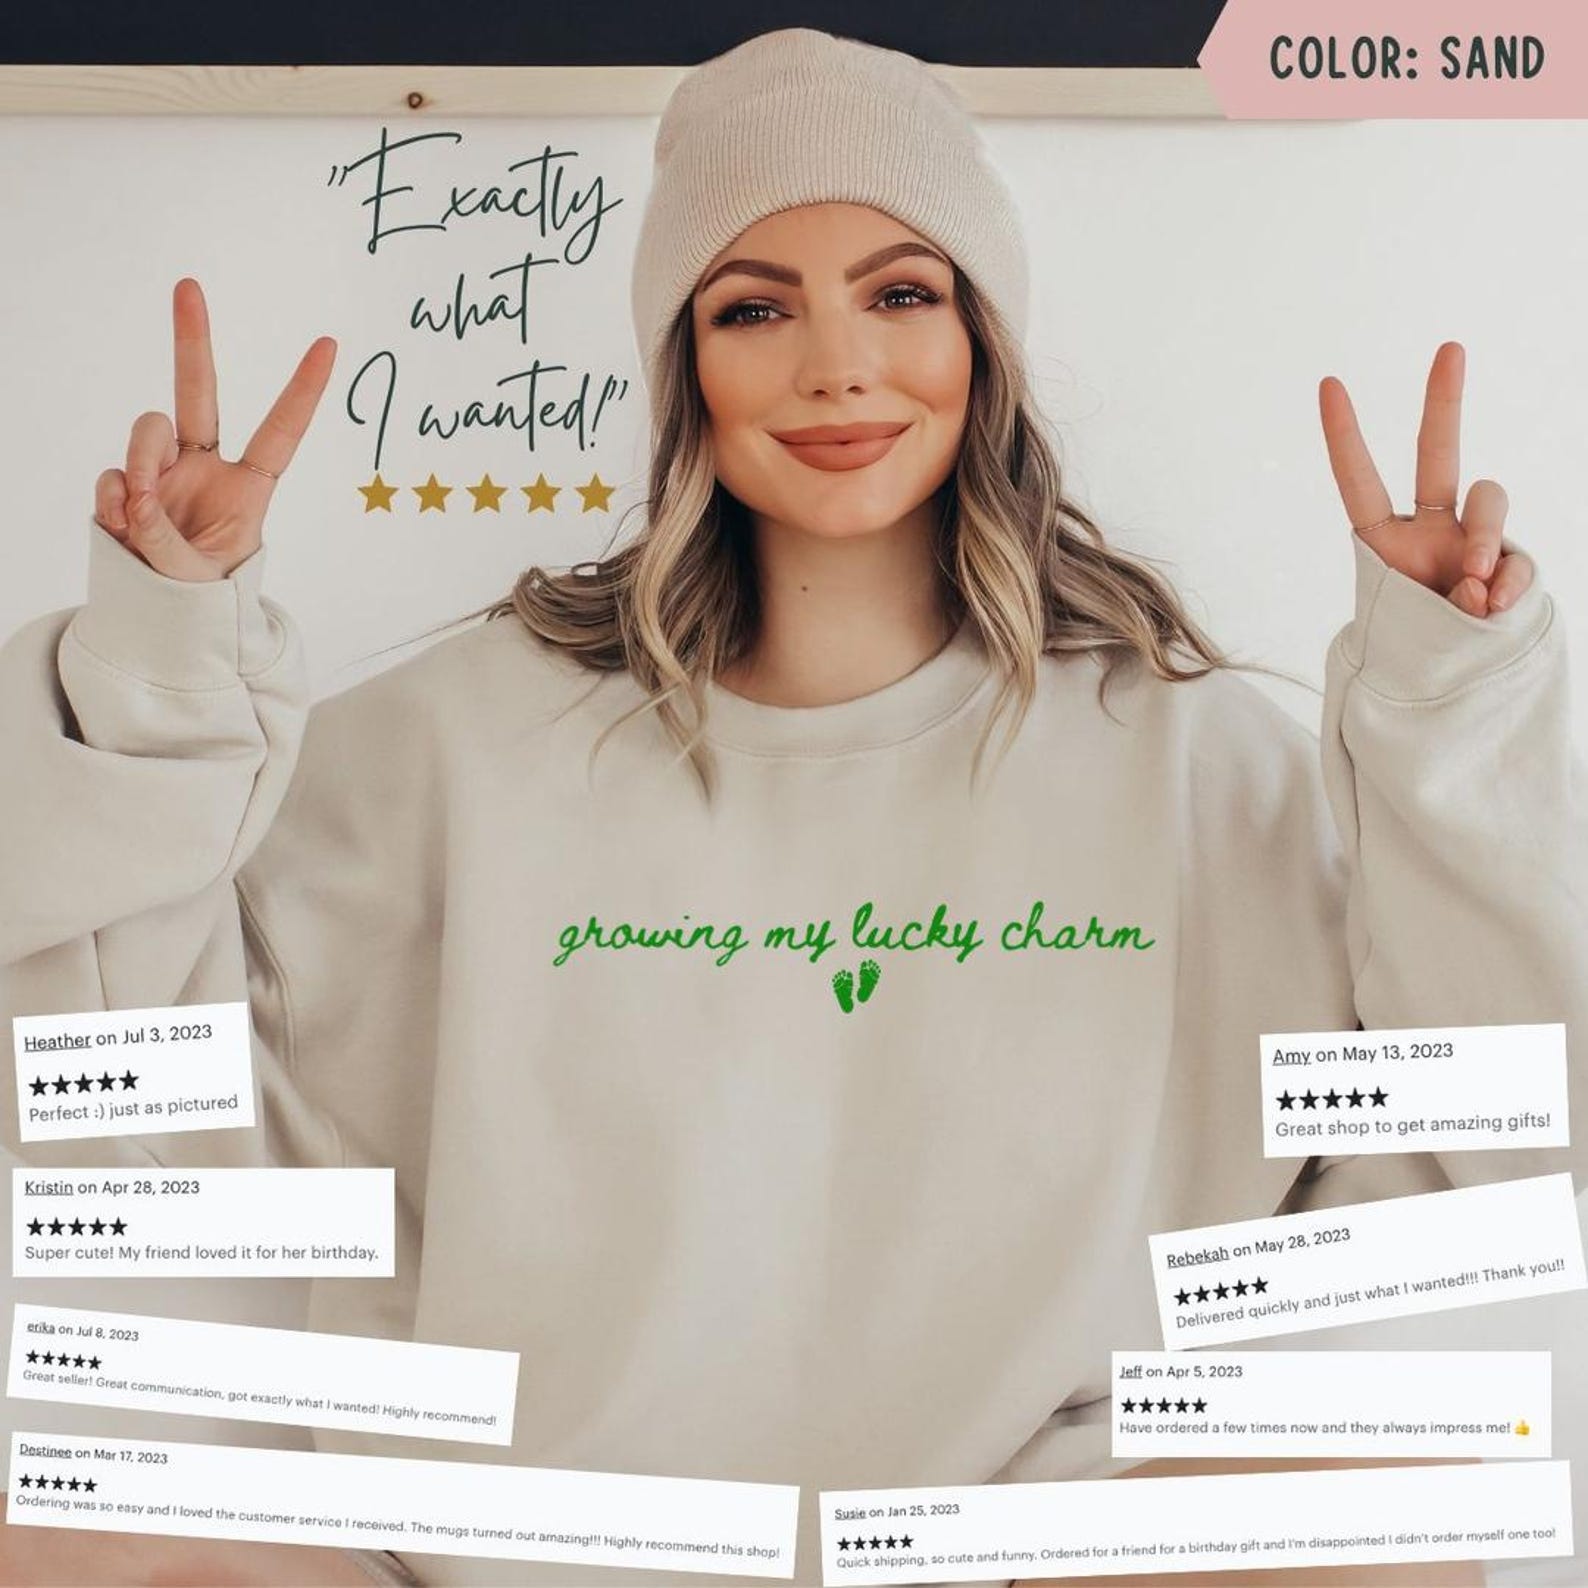 COLOR: SAND
"Exactly
what
I wanted!"
growing my lucky charm
Heather on Jul 3, 2023
★★★★★
Perfect :) just as pictured
Amy on May 13, 2023
★★★★★
Great shop to get amazing gifts!
Kristin on Apr 28, 2023
★★★★★
Super cute! My friend loved it for her birthday.
Rebekah on May 28, 2023
★★★★★
Delivered quickly and just what I wanted!!! Thank you!!
erika on Jul 8, 2023
★★★★★
Great seller! Great communication, got exactly what I wanted! Highly recommend!
Jeff on Apr 5, 2023
★★★★★
Have ordered a few times now and they always impress me! 👍
Destinee on Mar 17, 2023
★★★★★
Ordering was so easy and I loved the customer service I received. The mugs turned out amazing!!! Highly recommend this shop!
Susie on Jan 25, 2023
★★★★★
Quick shipping, so cute and funny. Ordered for a friend for a birthday gift and I'm disappointed I didn't order myself one too!